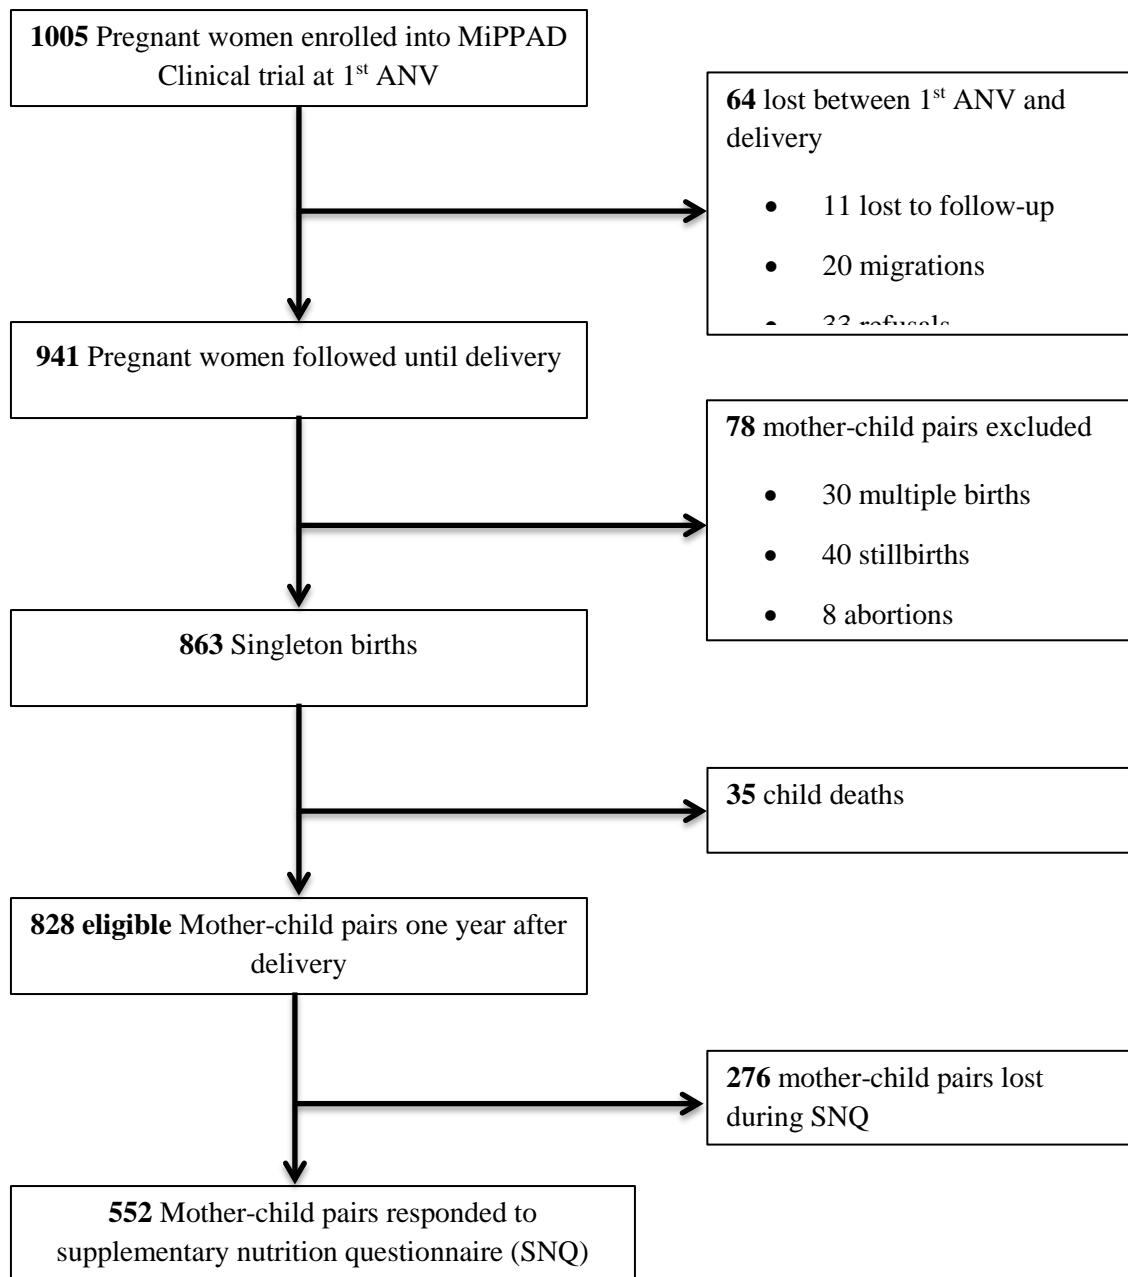 1005 Pregnant women enrolled into MiPPAD
Clinical trial at 1st ANV
64 lost between 1st ANV and
delivery
• 11 lost to follow-up
• 20 migrations
• 33 refusals
941 Pregnant women followed until delivery
78 mother-child pairs excluded
• 30 multiple births
• 40 stillbirths
• 8 abortions
863 Singleton births
35 child deaths
828 eligible Mother-child pairs one year after
delivery
276 mother-child pairs lost
during SNQ
552 Mother-child pairs responded to
supplementary nutrition questionnaire (SNQ)